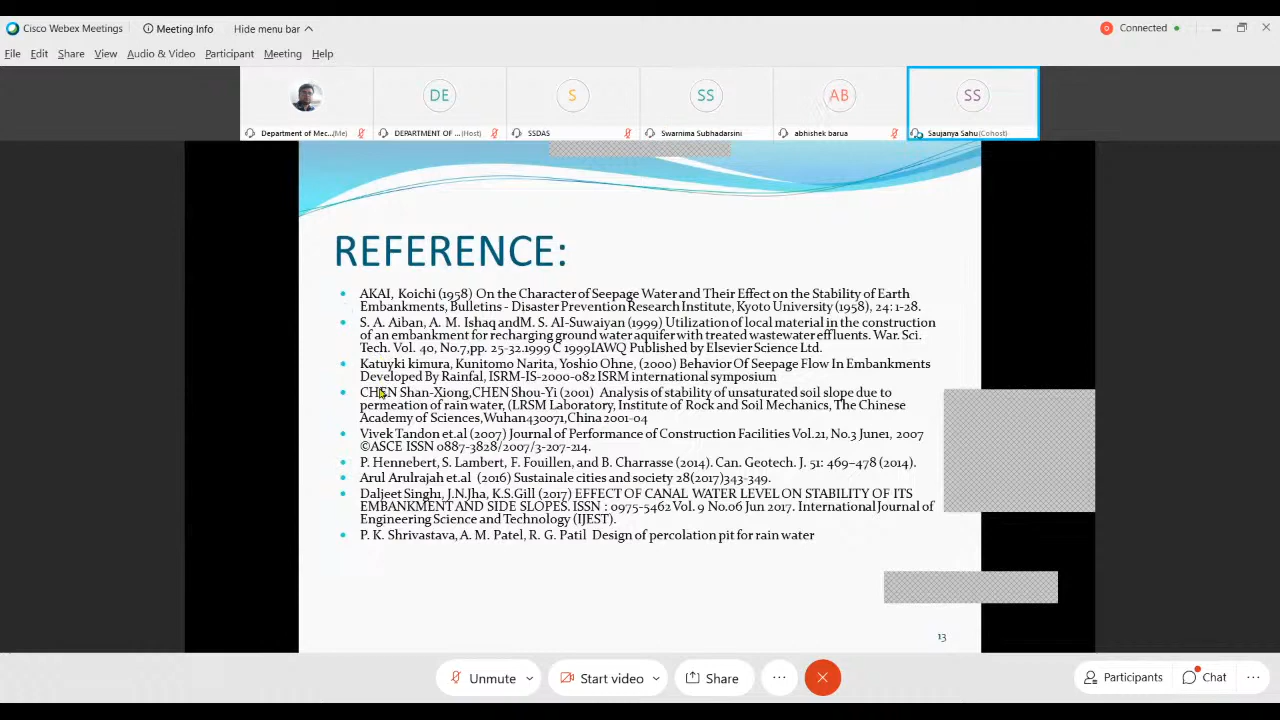 Cisco Webex Meetings
Meeting Info
Hide menu bar
Connected
File Edit Share View Audio & Video Participant Meeting Help
DE S SS AB SS
Department of Mec...(Me) DEPARTMENT OF ...(Host) SSDAS Swarnima Subhadarsini abhishek barua Saujanya Sahu(Cohost)
REFERENCE:
AKAI, Koichi (1958) On the Character of Seepage Water and Their Effect on the Stability of Earth
Embankments, Bulletins - Disaster Prevention Research Institute, Kyoto University (1958), 24: 1-28.
S. A. Aiban, A. M. Ishaq andM. S. AI-Suwaiyan (1999) Utilization of local material in the construction
of an embankment for recharging ground water aquifer with treated wastewater effluents. War. Sci.
Tech. Vol. 40, No.7,pp. 25-32.1999 C 1999IAWQ Published by Elsevier Science Ltd.
Katuyki kimura, Kunitomo Narita, Yoshio Ohne, (2000) Behavior Of Seepage Flow In Embankments
Developed By Rainfal, ISRM-IS-2000-082 ISRM international symposium
CHEN Shan-Xiong,CHEN Shou-Yi (2001) Analysis of stability of unsaturated soil slope due to
permeation of rain water, (LRSM Laboratory, Institute of Rock and Soil Mechanics, The Chinese
Academy of Sciences,Wuhan430071,China 2001-04
Vivek Tandon et.al (2007) Journal of Performance of Construction Facilities Vol.21, No.3 June1, 2007
©ASCE ISSN 0887-3828/2007/3-207-214.
P. Hennebert, S. Lambert, F. Fouillen, and B. Charrasse (2014). Can. Geotech. J. 51: 469–478 (2014).
Arul Arulrajah et.al (2016) Sustainale cities and society 28(2017)343-349.
Daljeet Singh1, J.N.Jha, K.S.Gill (2017) EFFECT OF CANAL WATER LEVEL ON STABILITY OF ITS
EMBANKMENT AND SIDE SLOPES. ISSN : 0975-5462 Vol. 9 No.06 Jun 2017. International Journal of
Engineering Science and Technology (IJEST).
P. K. Shrivastava, A. M. Patel, R. G. Patil Design of percolation pit for rain water
13
Unmute Start video Share Participants Chat